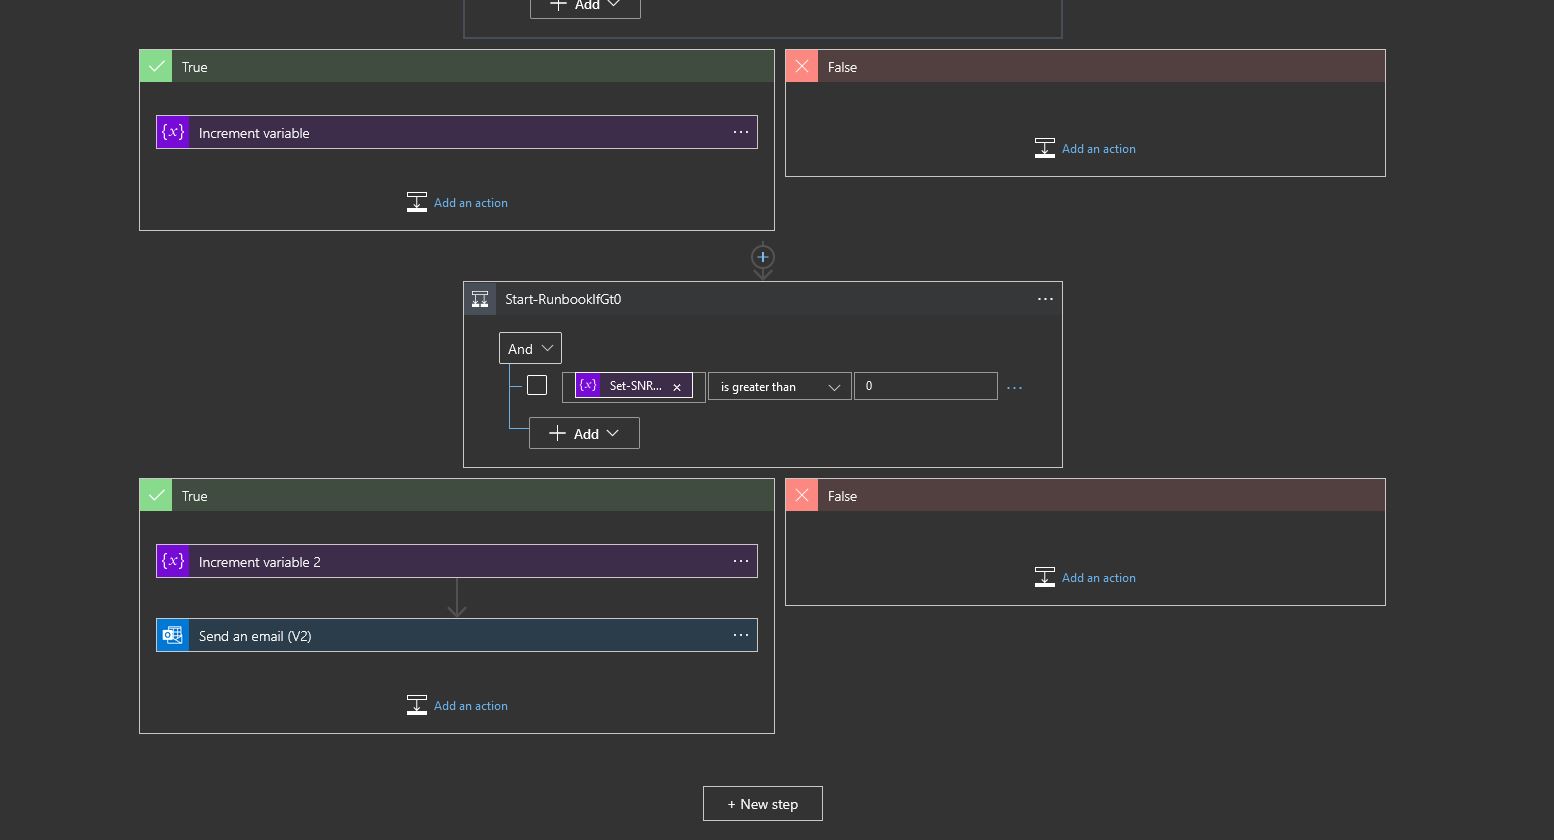 Add
True
False
{x} Increment variable
Add an action
Add an action
Start-RunbookIfGt0
And
{x} Set-SNR... × is greater than 0
Add
True
False
{x} Increment variable 2
Add an action
Send an email (V2)
Add an action
+ New step